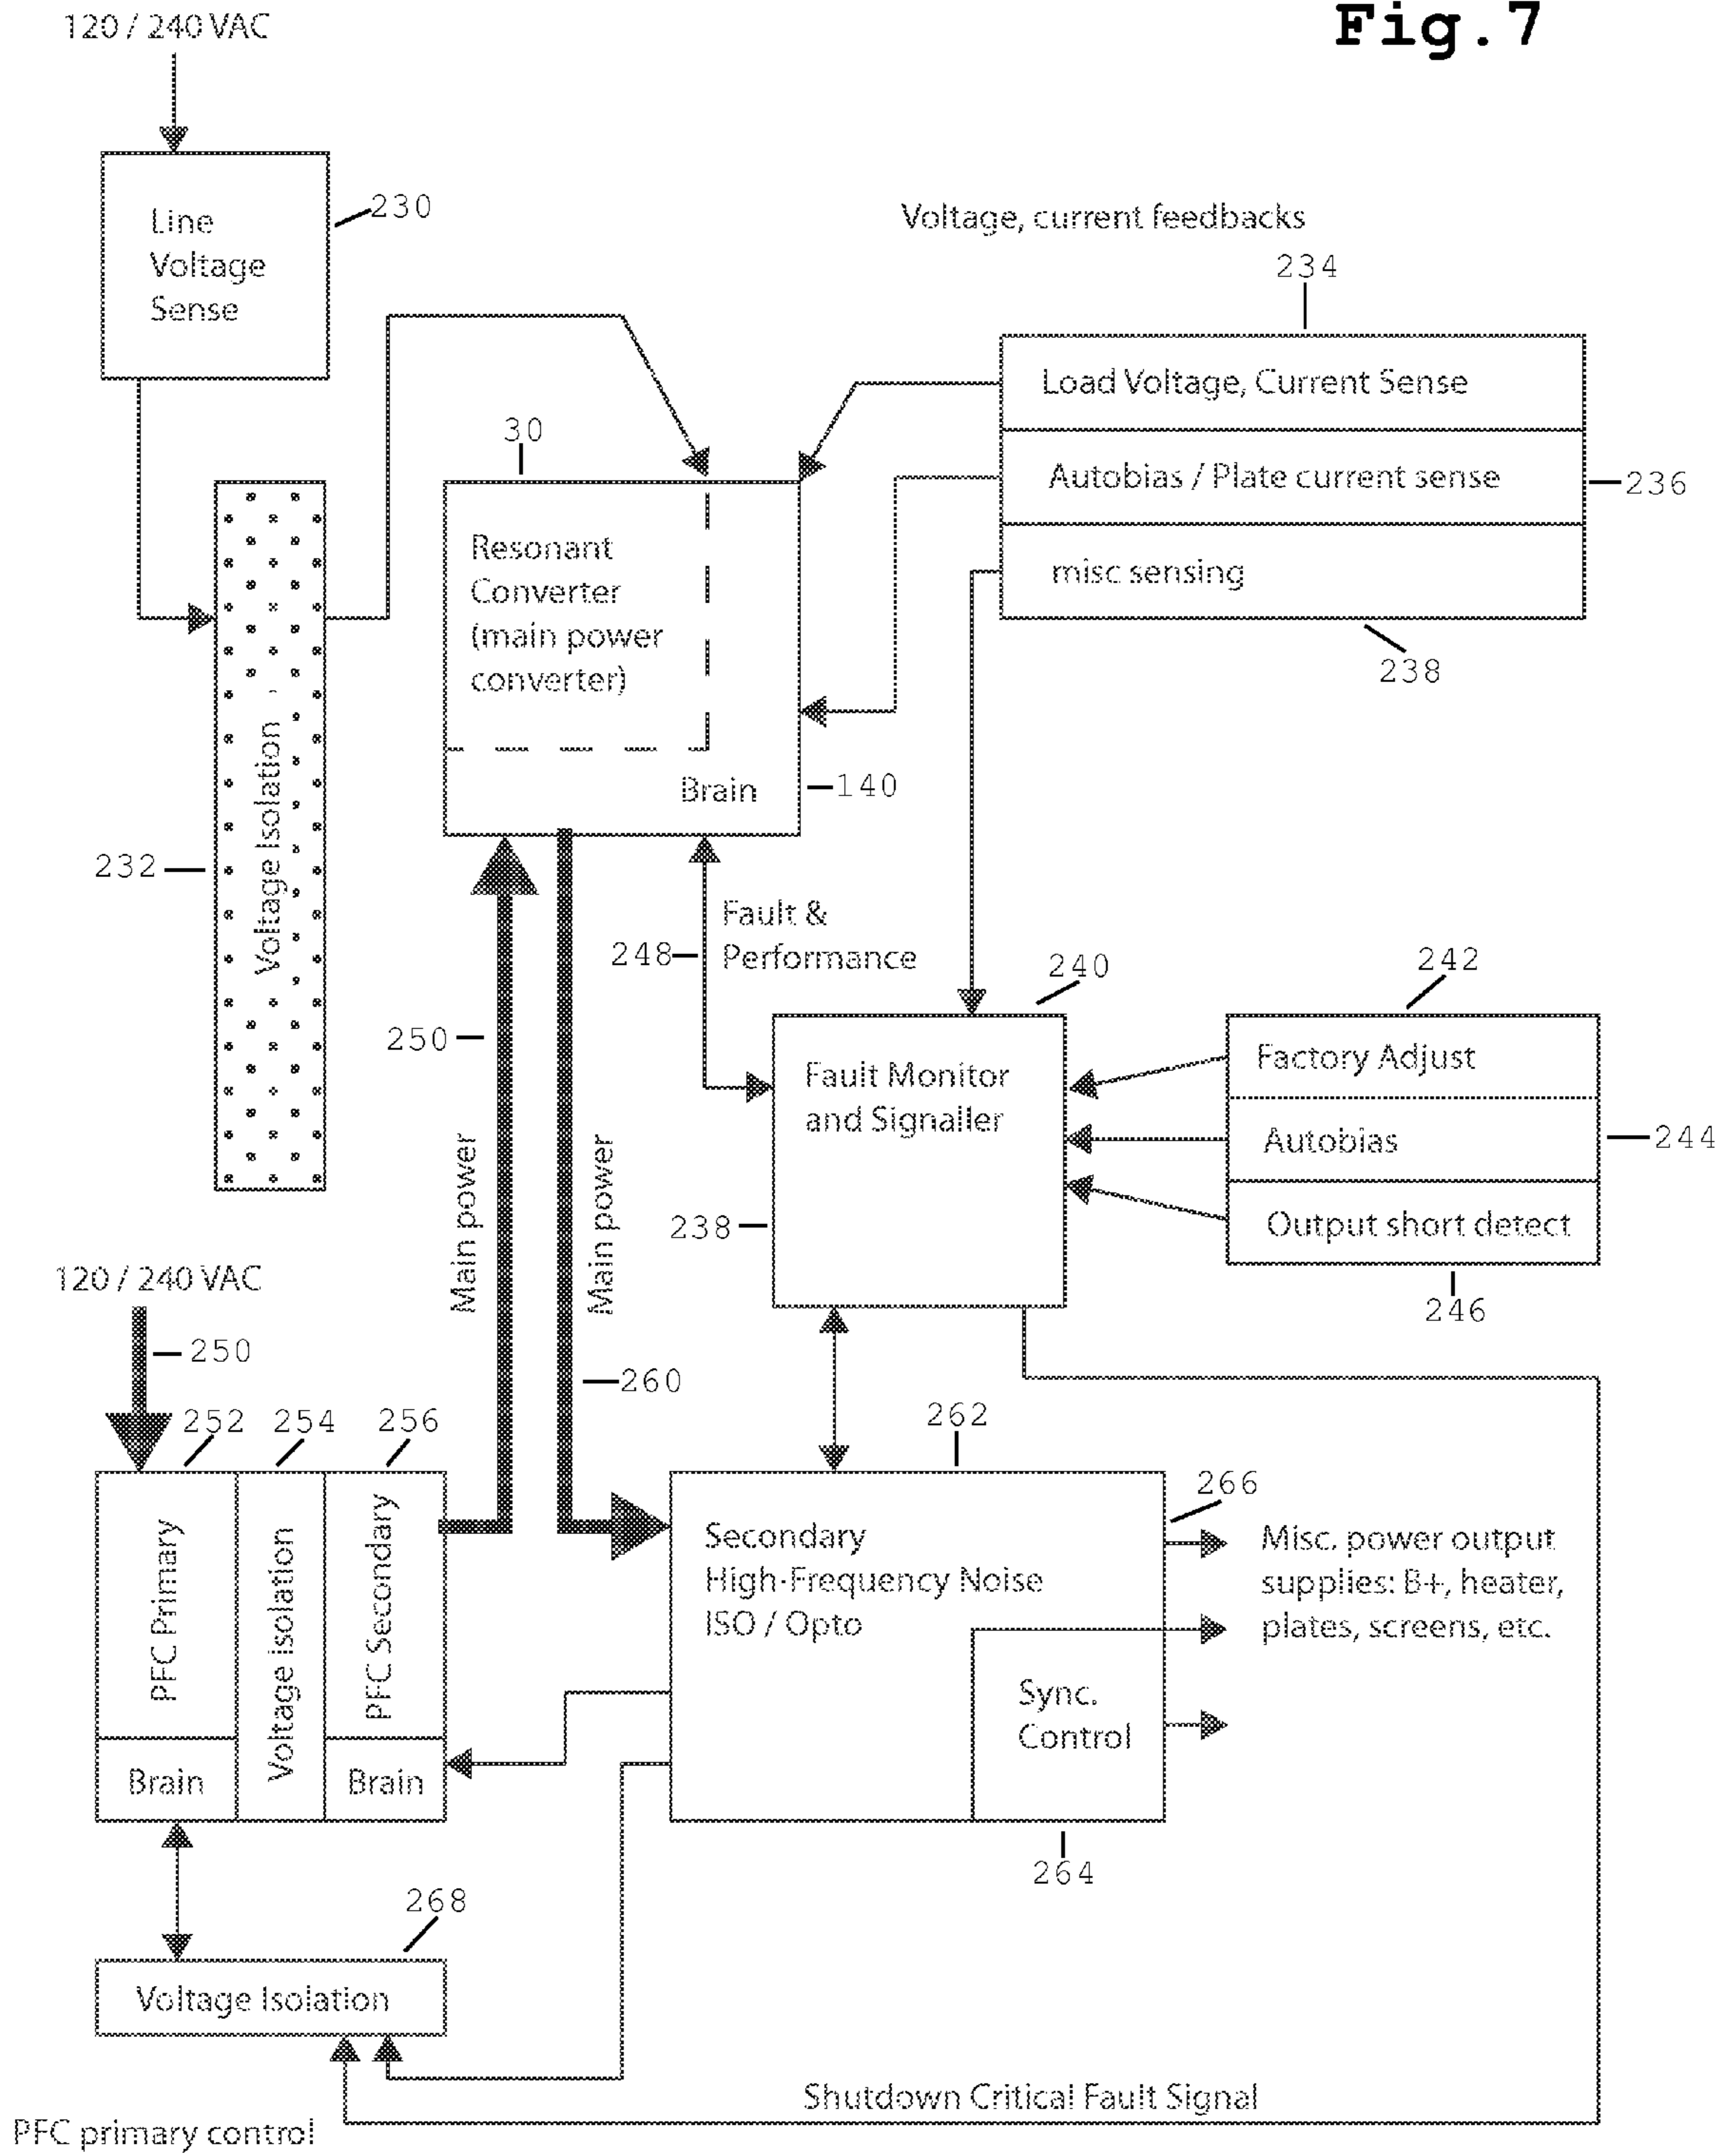 Fig.7
120 / 240 VAC
Line
Voltage
Sense
230
Voltage, current feedbacks
234
Load Voltage, Current Sense
Autobias / Plate current sense
236
misc sensing
238
30
Resonant
Converter
(main power
converter)
Brain
140
Voltage Isolation
232
Fault &
Performance
248
250
240
242
Fault Monitor
and Signaller
Factory Adjust
Autobias
244
Output short detect
246
238
Main power
Main power
120 / 240 VAC
250
260
252
254
256
262
266
PFC Primary
Voltage isolation
PFC Secondary
Brain
Brain
Secondary
High-Frequency Noise
ISO / Opto
Misc. power output
supplies: B+, heater,
plates, screens, etc.
Sync.
Control
264
268
Voltage Isolation
Shutdown Critical Fault Signal
PFC primary control